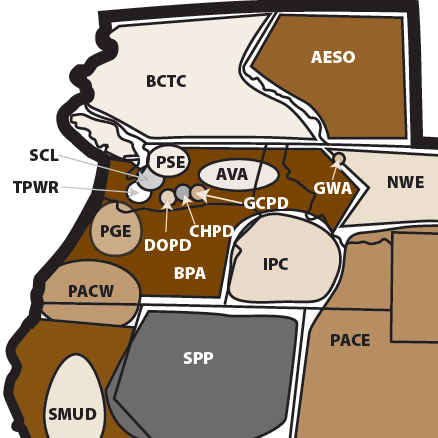 AESO
BCTC
SCL
PSE
AVA
TPWR
GWA
NWE
GCPD
PGE
DOPD
CHPD
BPA
IPC
PACW
PACE
SPP
SMUD